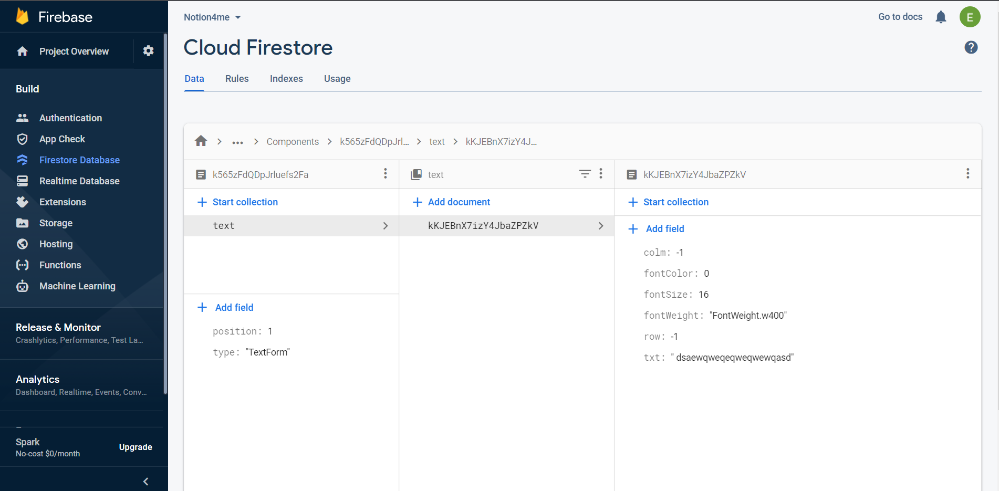 Firebase
Project Overview
Build
Authentication
App Check
Firestore Database
Realtime Database
Extensions
Storage
Hosting
Functions
Machine Learning
Release & Monitor
Crashlytics, Performance, Test La...
Analytics
Dashboard, Realtime, Events, Conv...
Spark
No-cost $0/month
Upgrade
Notion4me
Go to docs
E
Cloud Firestore
?
Data Rules Indexes Usage
... Components k565zFdQDpJrl... text kKJEBnX7izY4J...
k565zFdQDpJrluefs2Fa
Start collection
text
Add field
position: 1
type: "TextForm"
text
Add document
kKJEBnX7izY4JbaZPZkV
kKJEBnX7izY4JbaZPZkV
Start collection
Add field
colm: -1
fontColor: 0
fontSize: 16
fontWeight: "FontWeight.w400"
row: -1
txt: " dsaewqweqeqweqwewqasd"